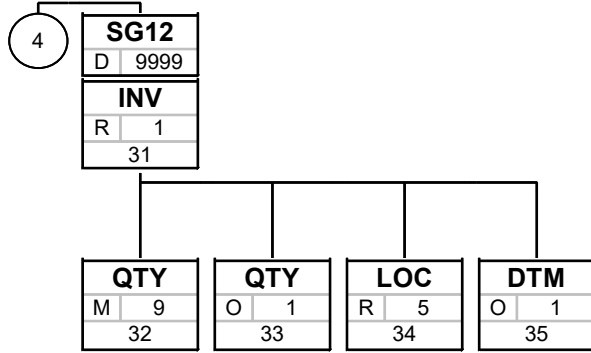 4
SG12
D 9999
INV
R 1
31
QTY QTY LOC DTM
M 9 O 1 R 5 O 1
32 33 34 35